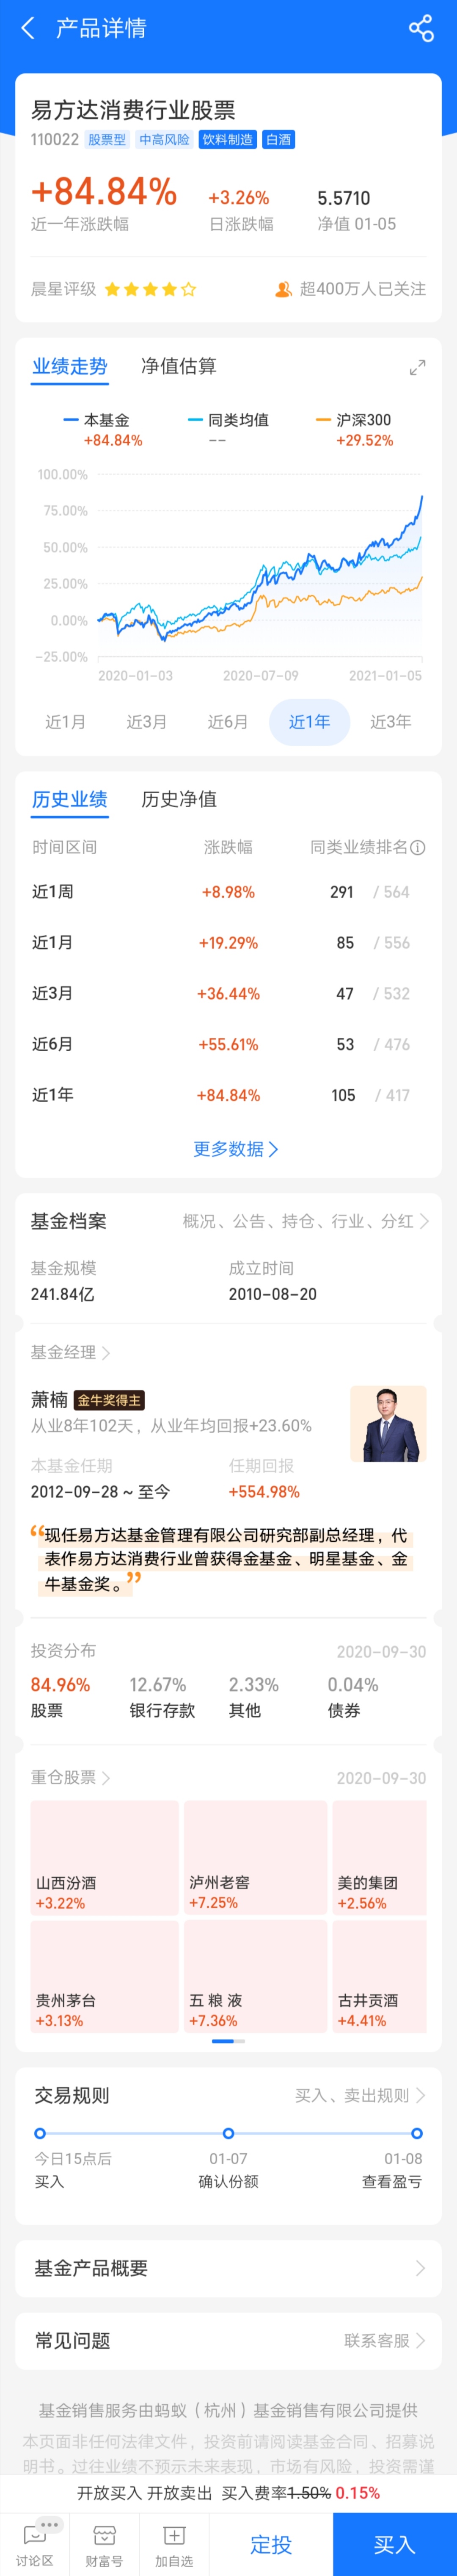 产品详情
易方达消费行业股票
110022 股票型 中高风险 饮料制造 白酒
+84.84% +3.26% 5.5710
近一年涨跌幅 日涨跌幅 净值 01-05
晨星评级 超400万人已关注
业绩走势 净值估算
本基金 同类均值 沪深300
+84.84% -- +29.52%
100.00%
75.00%
50.00%
25.00%
0.00%
-25.00%
2020-01-03 2020-07-09 2021-01-05
近1月 近3月 近6月 近1年 近3年
历史业绩 历史净值
时间区间 涨跌幅 同类业绩排名
近1周 +8.98% 291 / 564
近1月 +19.29% 85 / 556
近3月 +36.44% 47 / 532
近6月 +55.61% 53 / 476
近1年 +84.84% 105 / 417
更多数据
基金档案 概况、公告、持仓、行业、分红
基金规模 成立时间
241.84亿 2010-08-20
基金经理
萧楠 金牛奖得主
从业8年102天，从业年均回报+23.60%
本基金任期 任期回报
2012-09-28 ~ 至今 +554.98%
“现任易方达基金管理有限公司研究部副总经理，代
表作易方达消费行业曾获得金基金、明星基金、金
牛基金奖。”
投资分布 2020-09-30
84.96% 12.67% 2.33% 0.04%
股票 银行存款 其他 债券
重仓股票 2020-09-30
山西汾酒 泸州老窖 美的集团
+3.22% +7.25% +2.56%
贵州茅台 五 粮 液 古井贡酒
+3.13% +7.36% +4.41%
交易规则 买入、卖出规则
今日15点后 01-07 01-08
买入 确认份额 查看盈亏
基金产品概要
常见问题 联系客服
基金销售服务由蚂蚁（杭州）基金销售有限公司提供
本页面非任何法律文件，投资前请阅读基金合同、招募说
明书。过往业绩不预示未来表现，市场有风险，投资需谨
开放买入 开放卖出 买入费率1.50% 0.15%
讨论区 财富号 加自选 定投 买入